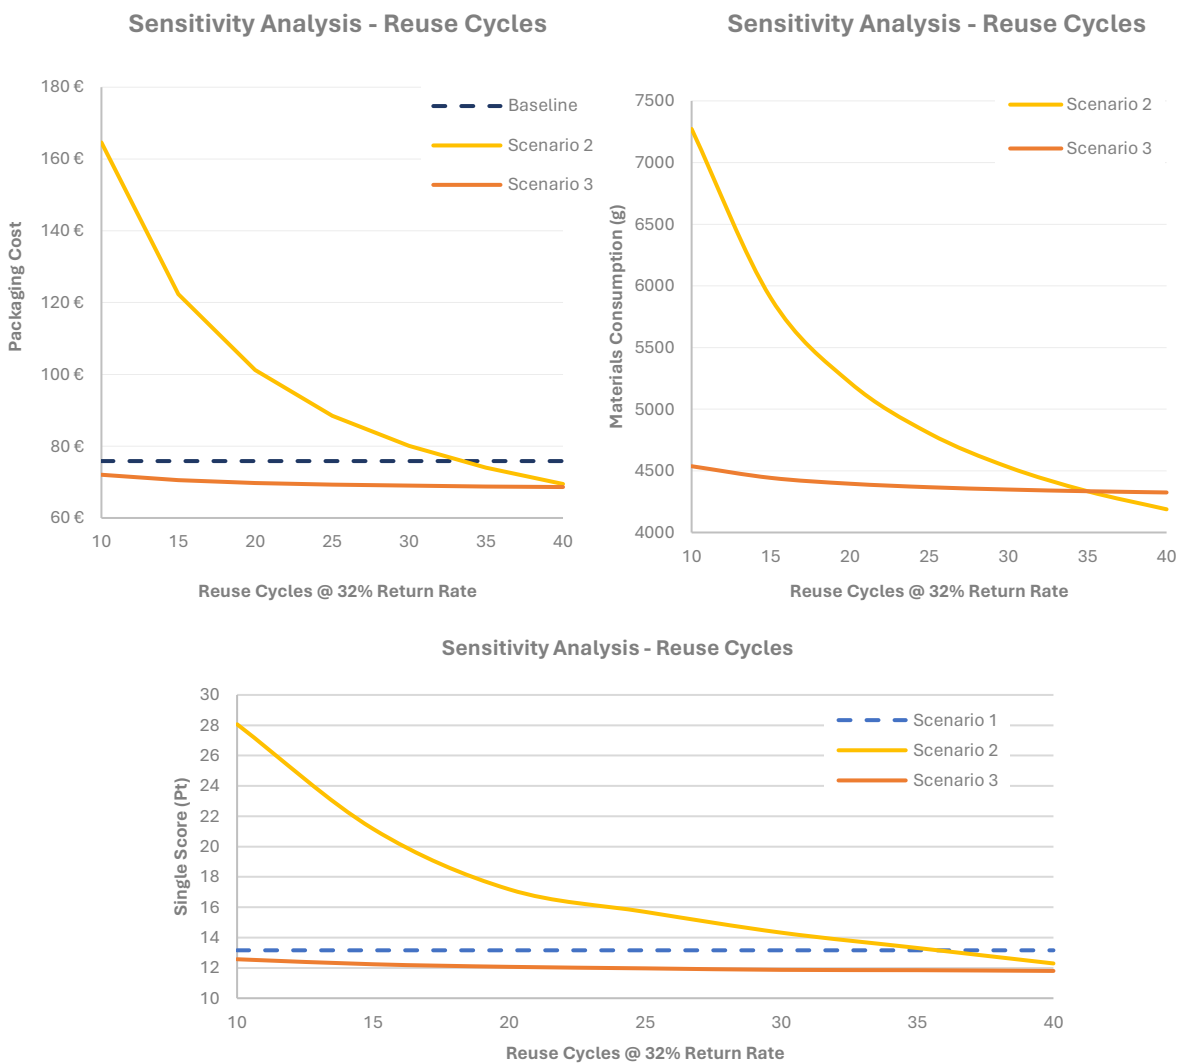 Sensitivity Analysis - Reuse Cycles
180 €
160 €
140 €
120 €
100 €
80 €
60 €
10 15 20 25 30 35 40
Packaging Cost
Reuse Cycles @ 32% Return Rate
Baseline
Scenario 2
Scenario 3
Sensitivity Analysis - Reuse Cycles
7500
7000
6500
6000
5500
5000
4500
4000
10 15 20 25 30 35 40
Materials Consumption (g)
Reuse Cycles @ 32% Return Rate
Scenario 2
Scenario 3
Sensitivity Analysis - Reuse Cycles
30
28
26
24
22
20
18
16
14
12
10
10 15 20 25 30 35 40
Single Score (Pt)
Reuse Cycles @ 32% Return Rate
Scenario 1
Scenario 2
Scenario 3